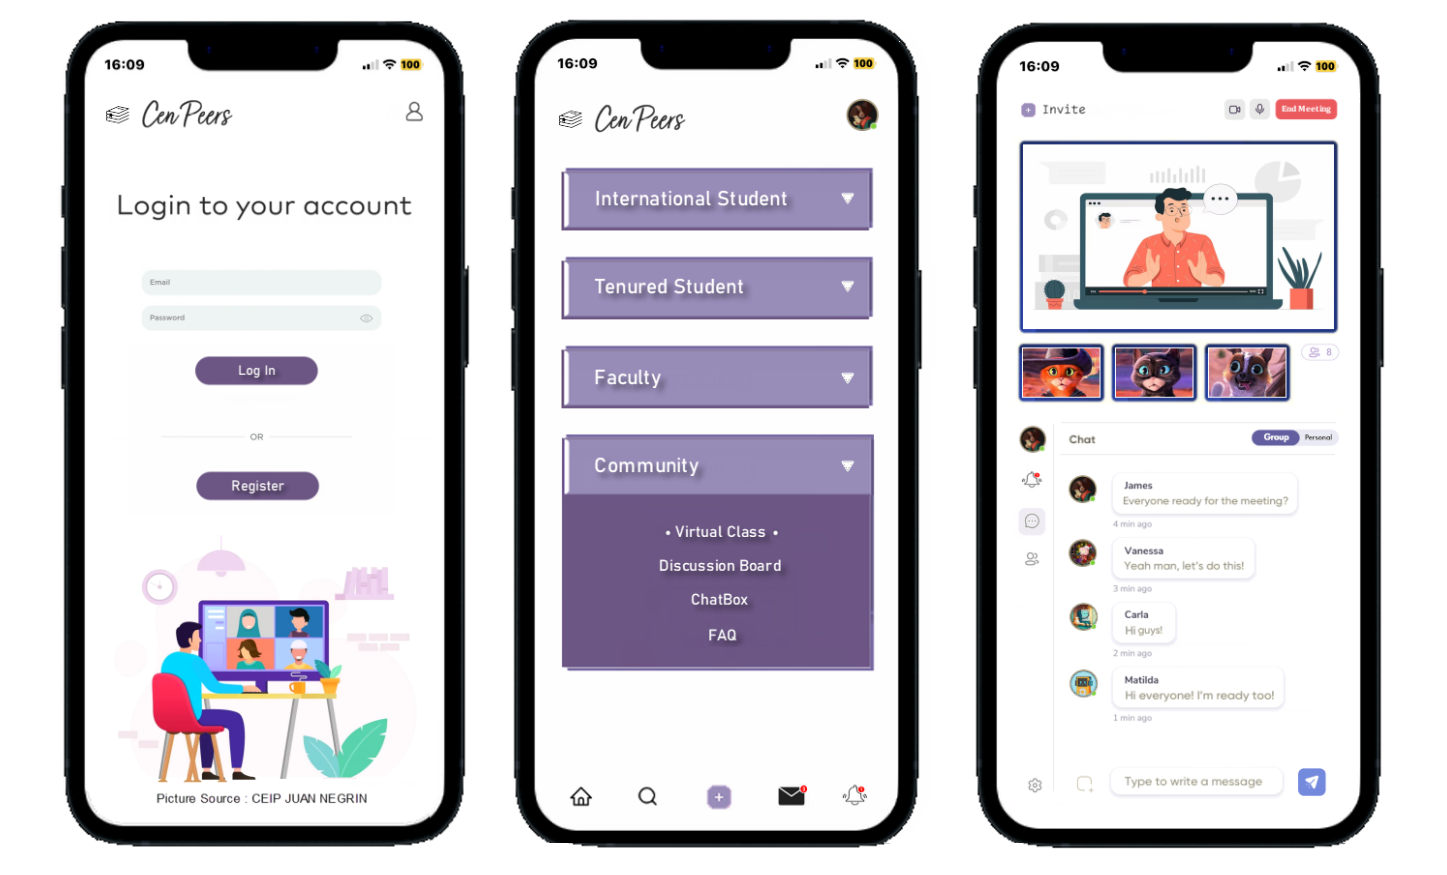 16:09
100
Cen Peers
Login to your account
Email
Password
Log In
OR
Register
Picture Source : CEIP JUAN NEGRIN
16:09
100
Cen Peers
International Student
Tenured Student
Faculty
Community
• Virtual Class •
Discussion Board
ChatBox
FAQ
16:09
100
Invite
End Meeting
8
Chat
Group
Personal
James
Everyone ready for the meeting?
4 min ago
Vanessa
Yeah man, let's do this!
3 min ago
Carla
Hi guys!
2 min ago
Matilda
Hi everyone! I'm ready too!
1 min ago
Type to write a message